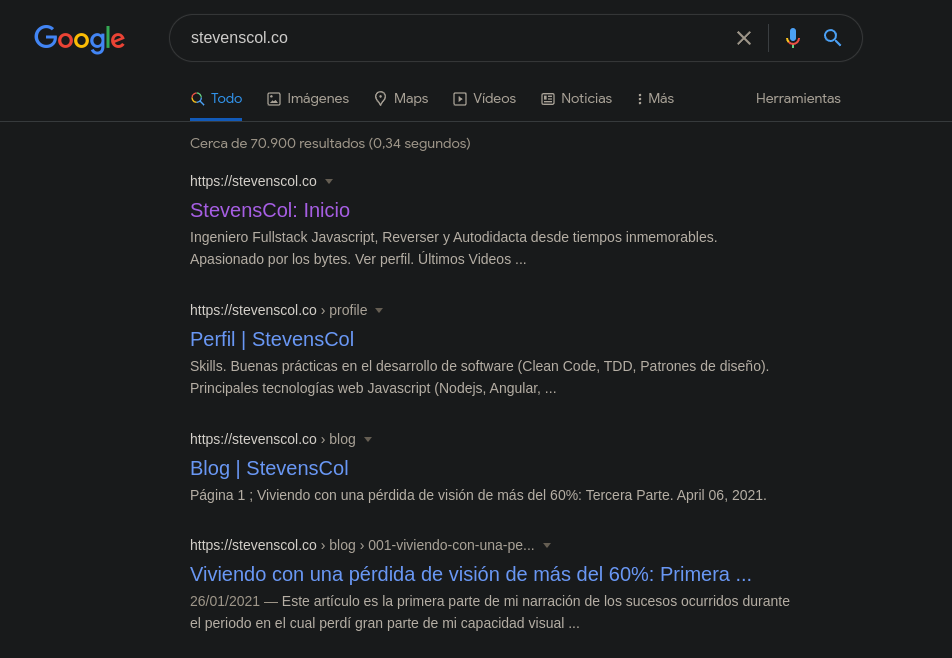 Google
stevenscol.co
Todo Imágenes Maps Vídeos Noticias Más Herramientas
Cerca de 70.900 resultados (0,34 segundos)
https://stevenscol.co
StevensCol: Inicio
Ingeniero Fullstack Javascript, Reverser y Autodidacta desde tiempos inmemorables.
Apasionado por los bytes. Ver perfil. Últimos Videos ...
https://stevenscol.co › profile
Perfil | StevensCol
Skills. Buenas prácticas en el desarrollo de software (Clean Code, TDD, Patrones de diseño).
Principales tecnologías web Javascript (Nodejs, Angular, ...
https://stevenscol.co › blog
Blog | StevensCol
Página 1 ; Viviendo con una pérdida de visión de más del 60%: Tercera Parte. April 06, 2021.
https://stevenscol.co › blog › 001-viviendo-con-una-pe...
Viviendo con una pérdida de visión de más del 60%: Primera ...
26/01/2021 — Este artículo es la primera parte de mi narración de los sucesos ocurridos durante
el periodo en el cual perdí gran parte de mi capacidad visual ...